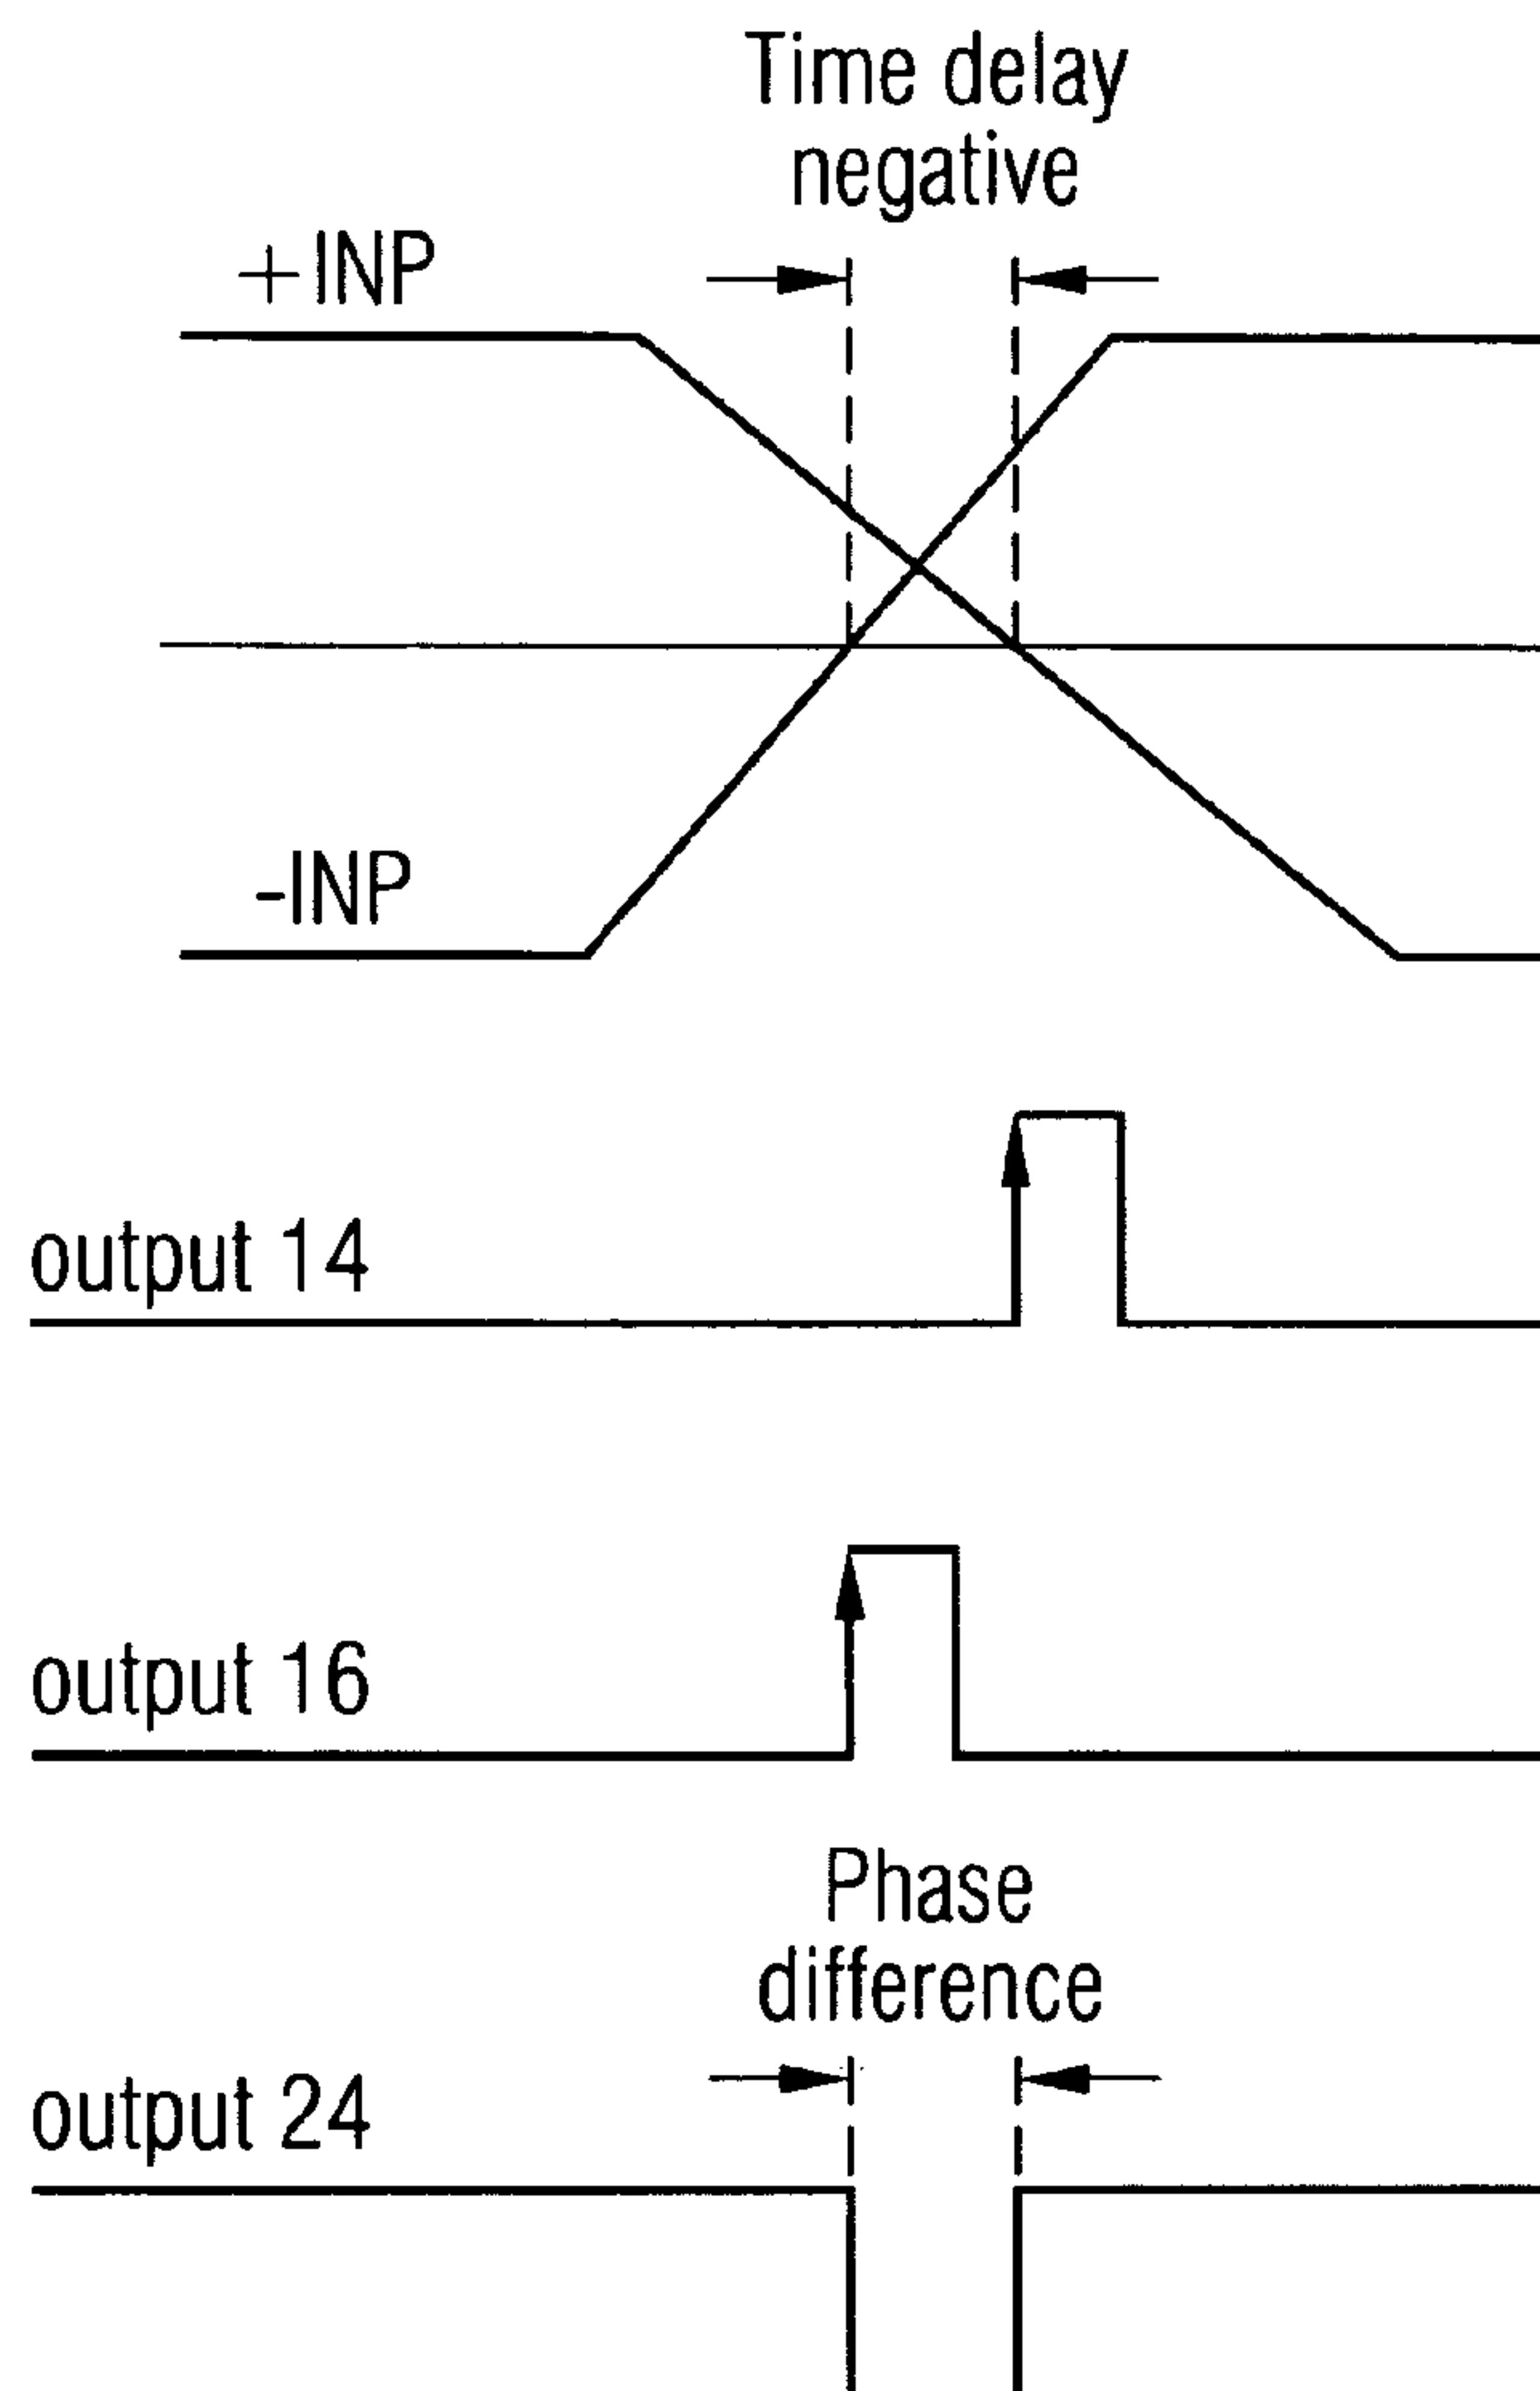 Time delay
negative
+INP
-INP
output 14
output 16
Phase
difference
output 24